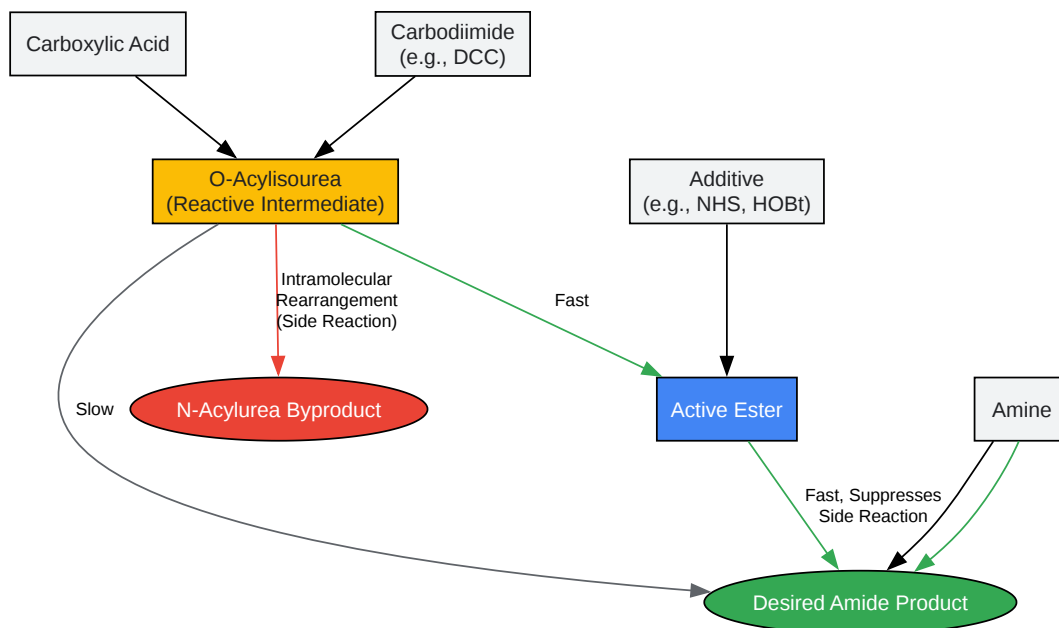 Carboxylic Acid
Carbodiimide
(e.g., DCC)
O-Acylisourea
(Reactive Intermediate)
Additive
(e.g., NHS, HOBt)
Intramolecular
Rearrangement
(Side Reaction)
Fast
Slow
N-Acylurea Byproduct
Active Ester
Amine
Fast, Suppresses
Side Reaction
Desired Amide Product